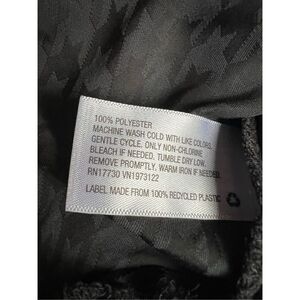 100% POLYESTER
MACHINE WASH COLD WITH LIKE COLORS.
GENTLE CYCLE. ONLY NON-CHLORINE
BLEACH IF NEEDED. TUMBLE DRY LOW.
REMOVE PROMPTLY. WARM IRON IF NEEDED.
RN17730 VN1973122
LABEL MADE FROM 100% RECYCLED PLASTIC